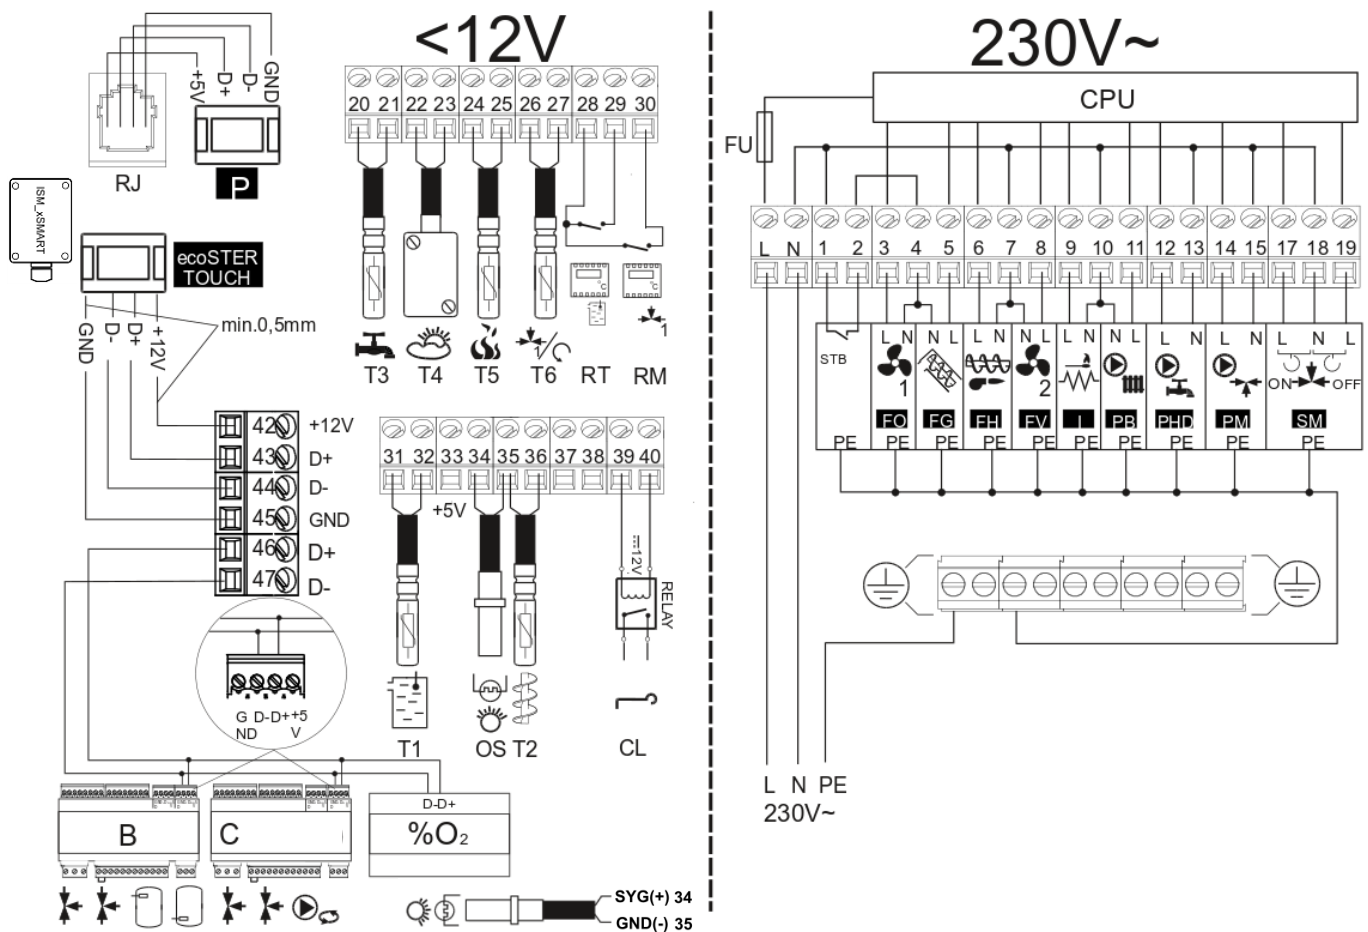 <12V
230V~
+5V
D+
D-
GND
RJ
P
ISM_xSMART
ecoSTER
TOUCH
min.0,5mm
GND
D-
D+
+12V
42 +12V
43 D+
44 D-
45 GND
46 D+
47 D-
G D-D++5
ND V
B
C
D-D+
%O2
20 21 22 23 24 25 26 27 28 29 30
°C
°C
1
1
T3 T4 T5 T6 RT RM
31 32 33 34 35 36 37 38 39 40
+5V
12V
RELAY
T1 OS T2 CL
SYG(+) 34
GND(-) 35
CPU
FU
L N 1 2 3 4 5 6 7 8 9 10 11 12 13 14 15 17 18 19
L N N L L N N L L N L L N L N L N L
STB
1
2
ON OFF
FO FG FH FV I PB PHD PM SM
PE PE PE PE PE PE PE PE PE PE
L N PE
230V~